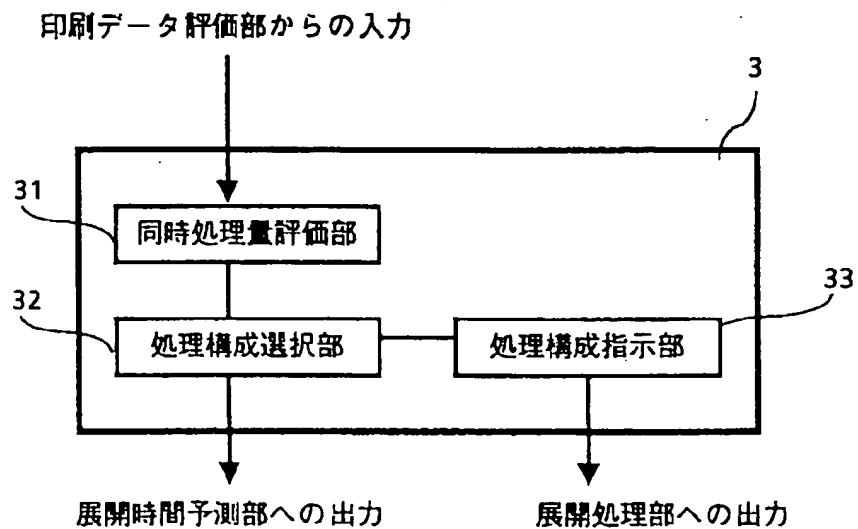 印刷データ評価部からの入力
3
31
同時処理量評価部
32
処理構成選択部
33
処理構成指示部
展開時間予測部への出力
展開処理部への出力